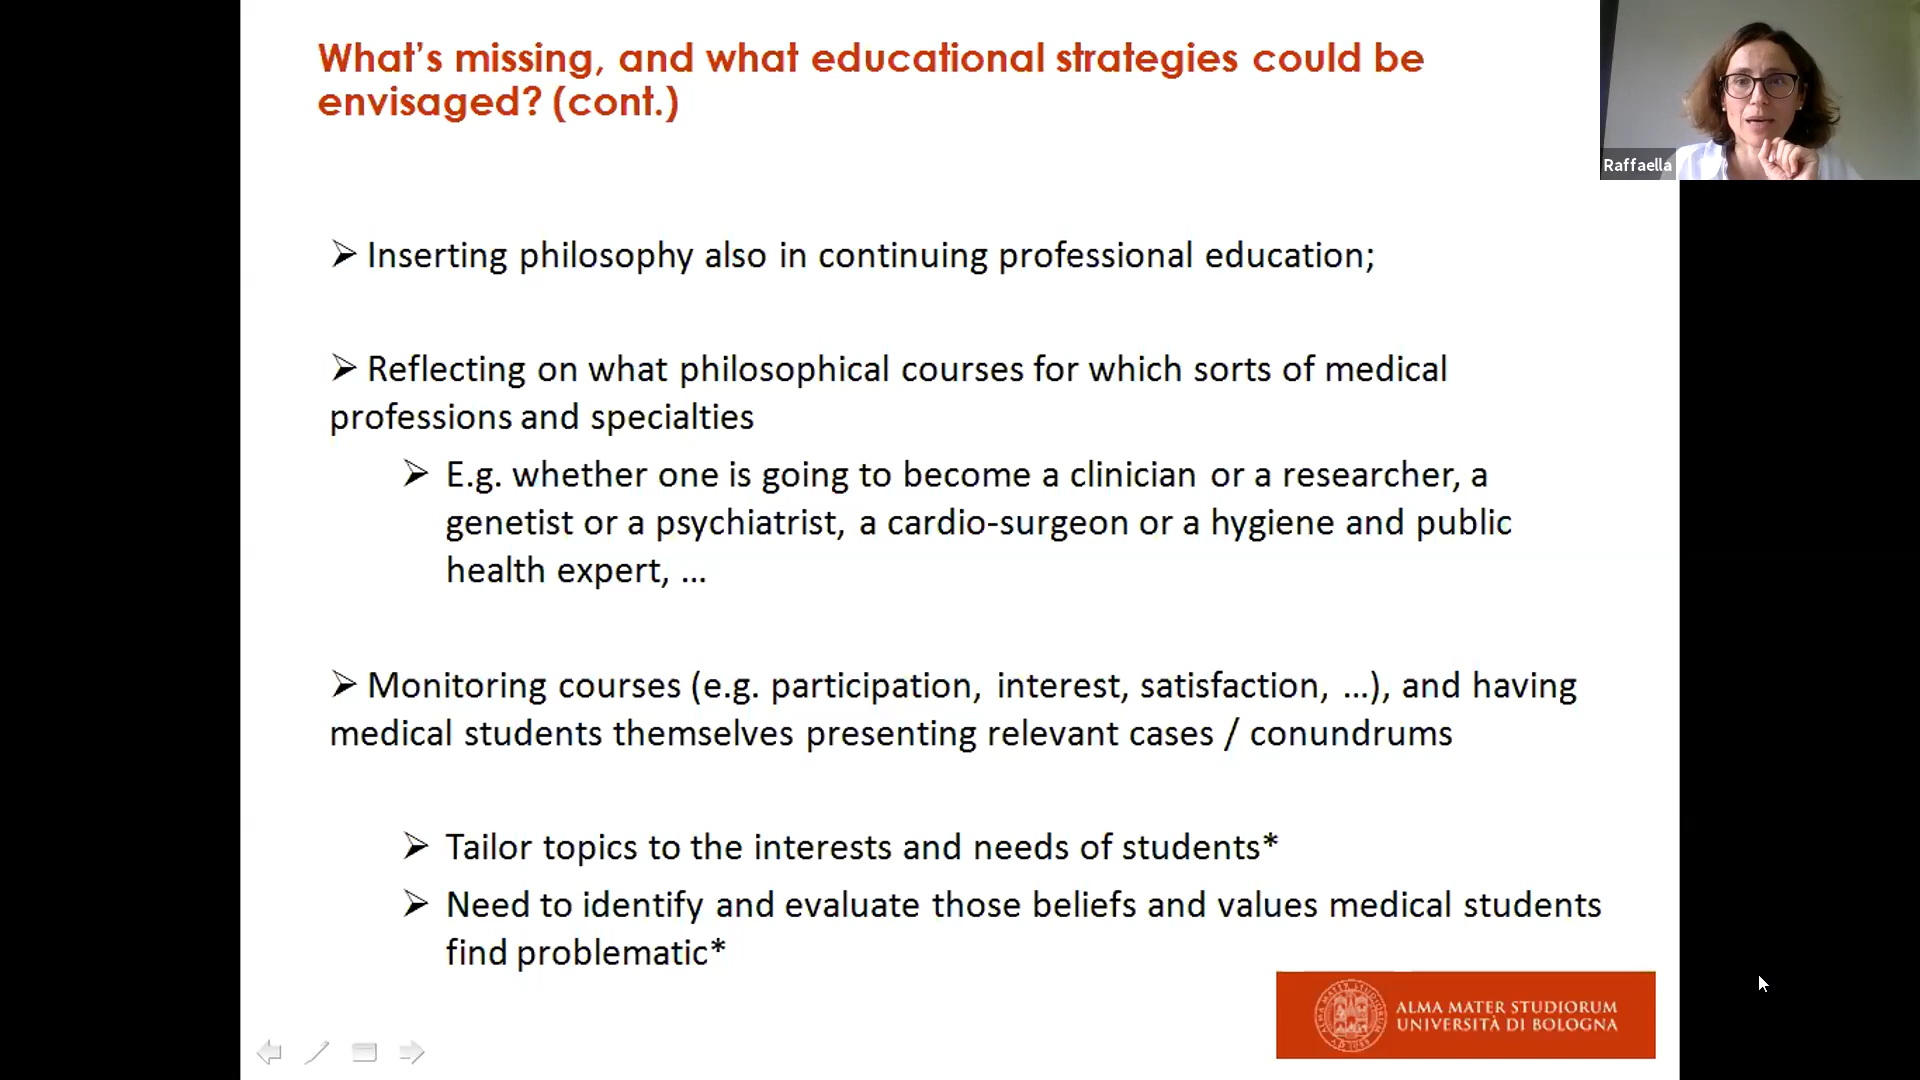 What's missing, and what educational strategies could be
envisaged? (cont.)
Raffaella
➢ Inserting philosophy also in continuing professional education;
➢ Reflecting on what philosophical courses for which sorts of medical
professions and specialties
➢ E.g. whether one is going to become a clinician or a researcher, a
genetist or a psychiatrist, a cardio-surgeon or a hygiene and public
health expert, ...
➢ Monitoring courses (e.g. participation, interest, satisfaction, ...), and having
medical students themselves presenting relevant cases / conundrums
➢ Tailor topics to the interests and needs of students*
➢ Need to identify and evaluate those beliefs and values medical students
find problematic*
ALMA MATER STUDIORUM
UNIVERSITÀ DI BOLOGNA